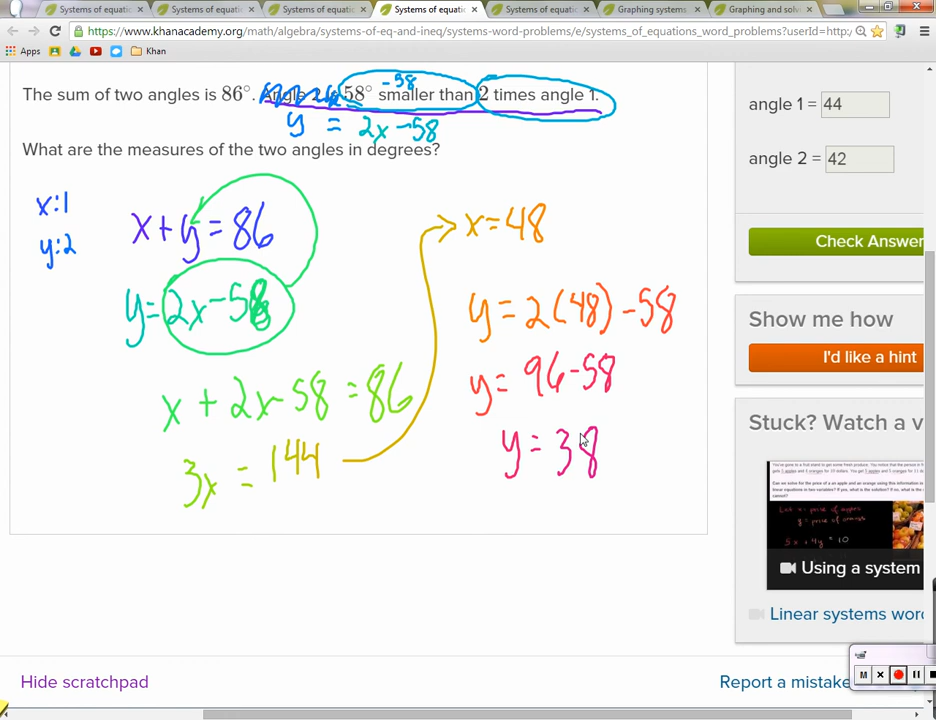 Systems of equatio
Systems of equatio
Systems of equatio
Systems of equatio
Systems of equatio
Graphing systems
Graphing and solvi
https://www.khanacademy.org/math/algebra/systems-of-eq-and-ineq/systems-word-problems/e/systems_of_equations_word_problems?userId=http:/
Apps
Khan
-58
The sum of two angles is 86°. Angle 2 is 58° smaller than 2 times angle 1.
y = 2x-58
What are the measures of the two angles in degrees?
x:1
y:2
x+y=86
y=2x-58
x+2x-58=86
3x = 144
x=48
y=2(48)-58
y=96-58
y=38
angle 1 = 44
angle 2 = 42
Check Answer
Show me how
I'd like a hint
Stuck? Watch a v
5x + 4y = 10
Using a system
Linear systems word
Hide scratchpad
Report a mistake
M